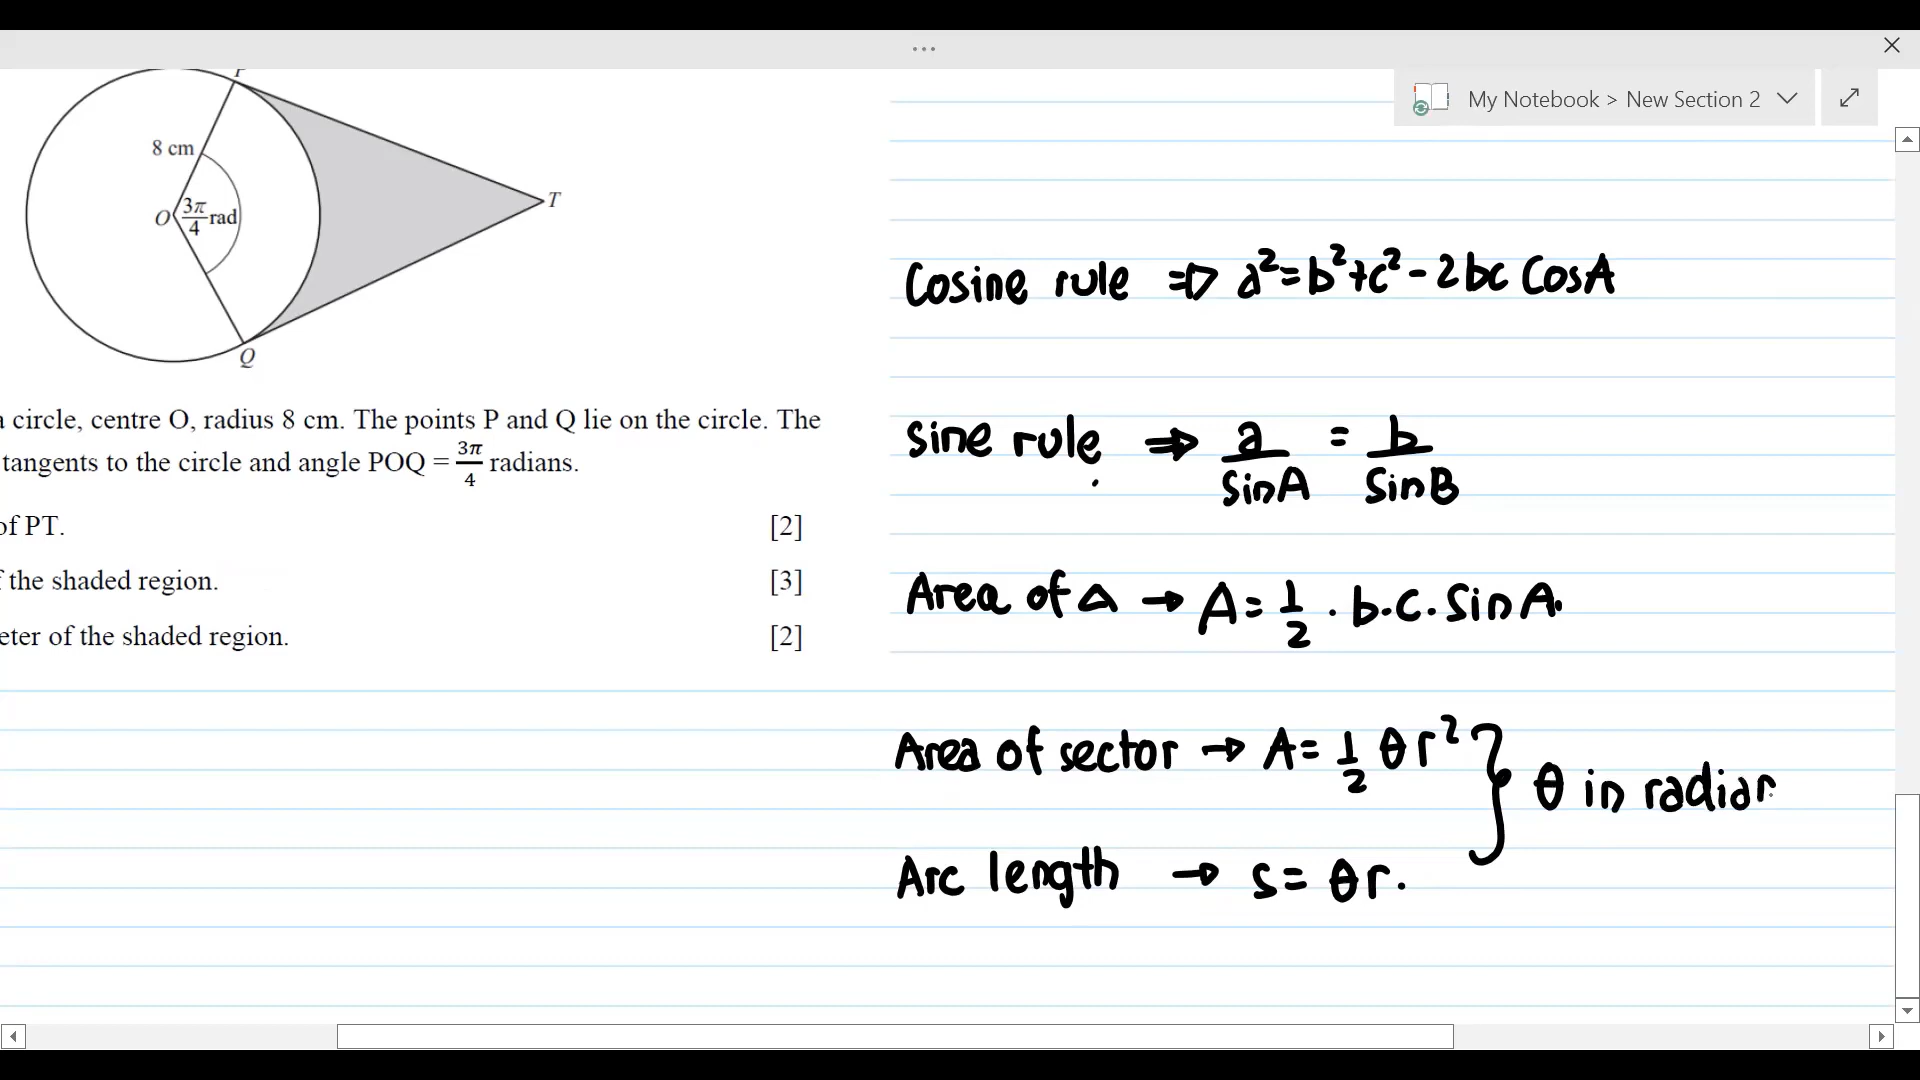 My Notebook > New Section 2
P
8 cm
O
3π
4
rad
T
Q
circle, centre O, radius 8 cm. The points P and Q lie on the circle. The
tangents to the circle and angle POQ = 3π/4 radians.
of PT. [2]
the shaded region. [3]
eter of the shaded region. [2]
Cosine rule ⇒ a²=b²+c²-2bc CosA
Sine rule ⇒ a/SinA = b/SinB
Area of Δ → A = 1/2 . b.c. Sin A.
Area of sector → A = 1/2 θ r² } θ in radian
Arc length → s = θr.